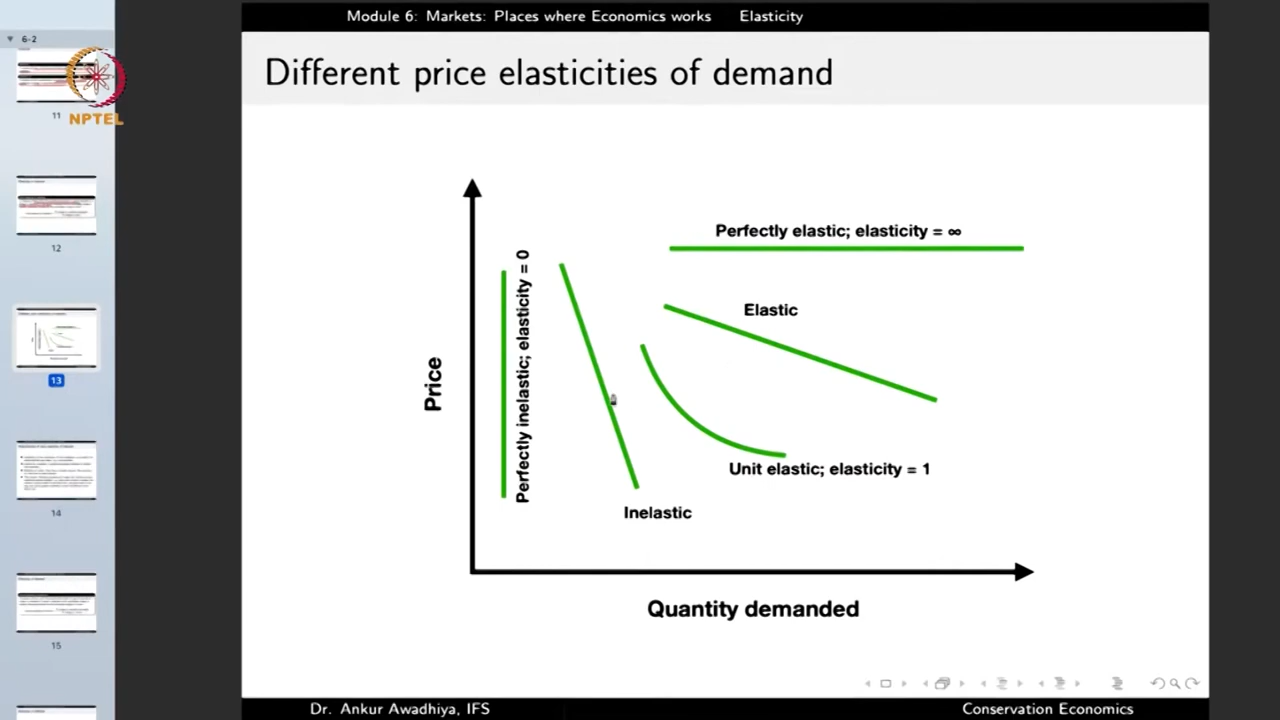 Module 6: Markets: Places where Economics works Elasticity
6-2
Different price elasticities of demand
NPTEL
11
12
13
14
15
Perfectly elastic; elasticity = ∞
Elastic
Perfectly inelastic; elasticity = 0
Price
Unit elastic; elasticity = 1
Inelastic
Quantity demanded
Dr. Ankur Awadhiya, IFS Conservation Economics